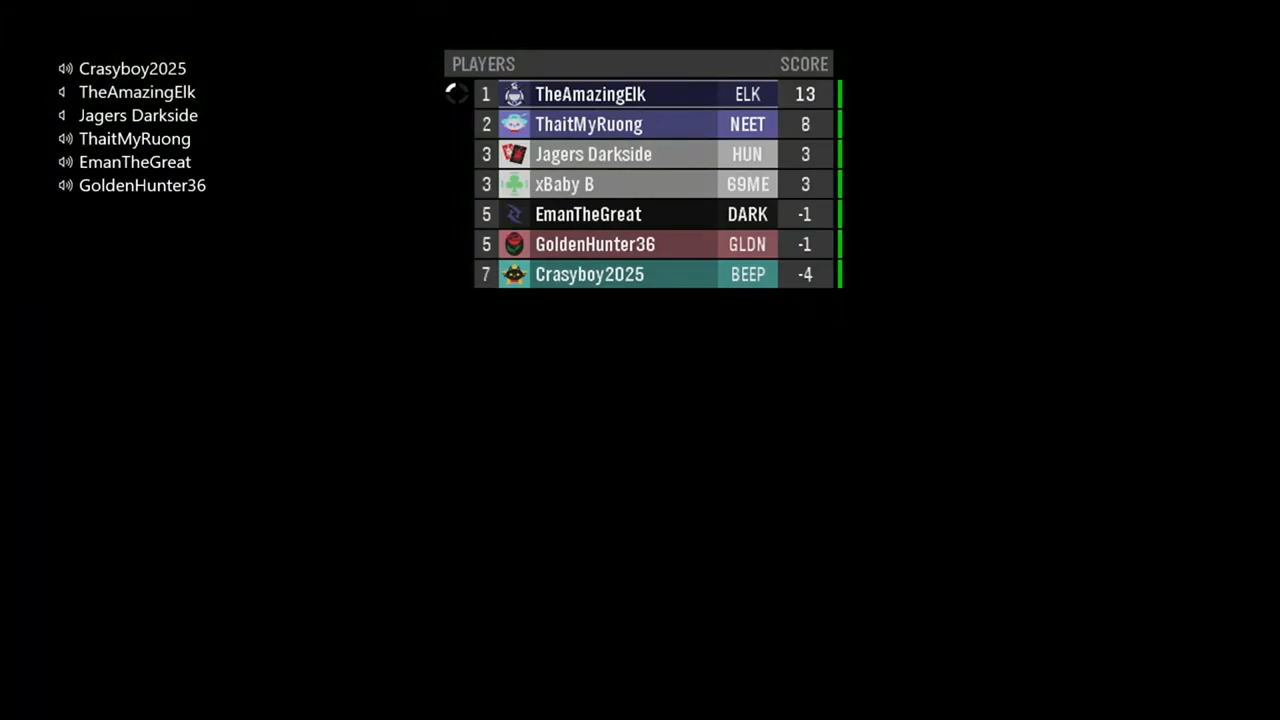 Crasyboy2025
TheAmazingElk
Jagers Darkside
ThaitMyRuong
EmanTheGreat
GoldenHunter36
PLAYERS SCORE
1 TheAmazingElk ELK 13
2 ThaitMyRuong NEET 8
3 Jagers Darkside HUN 3
3 xBaby B 69ME 3
5 EmanTheGreat DARK -1
5 GoldenHunter36 GLDN -1
7 Crasyboy2025 BEEP -4